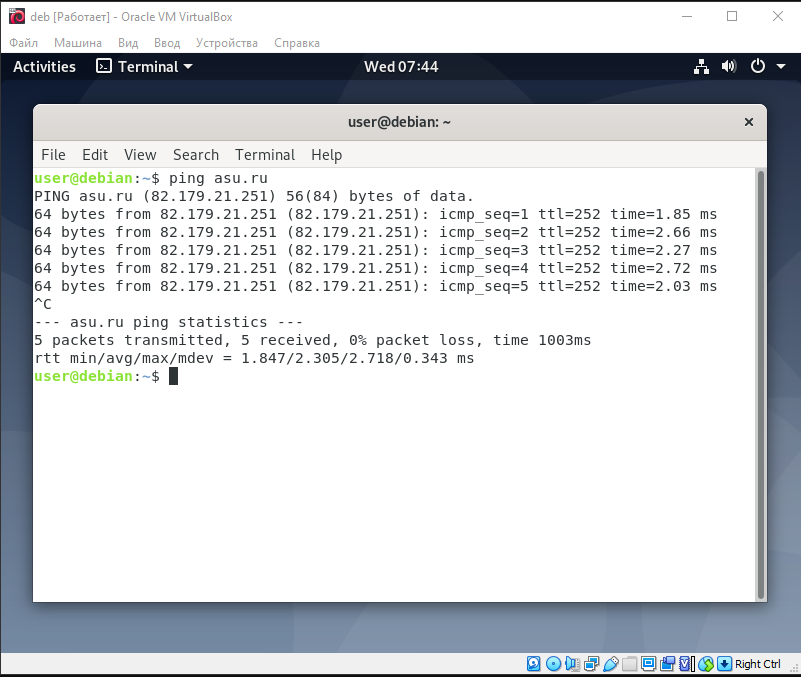 deb [Работает] - Oracle VM VirtualBox
Файл Машина Вид Ввод Устройства Справка
Activities Terminal Wed 07:44
user@debian: ~
File Edit View Search Terminal Help
user@debian:~$ ping asu.ru
PING asu.ru (82.179.21.251) 56(84) bytes of data.
64 bytes from 82.179.21.251 (82.179.21.251): icmp_seq=1 ttl=252 time=1.85 ms
64 bytes from 82.179.21.251 (82.179.21.251): icmp_seq=2 ttl=252 time=2.66 ms
64 bytes from 82.179.21.251 (82.179.21.251): icmp_seq=3 ttl=252 time=2.27 ms
64 bytes from 82.179.21.251 (82.179.21.251): icmp_seq=4 ttl=252 time=2.72 ms
64 bytes from 82.179.21.251 (82.179.21.251): icmp_seq=5 ttl=252 time=2.03 ms
^C
--- asu.ru ping statistics ---
5 packets transmitted, 5 received, 0% packet loss, time 1003ms
rtt min/avg/max/mdev = 1.847/2.305/2.718/0.343 ms
user@debian:~$
Right Ctrl